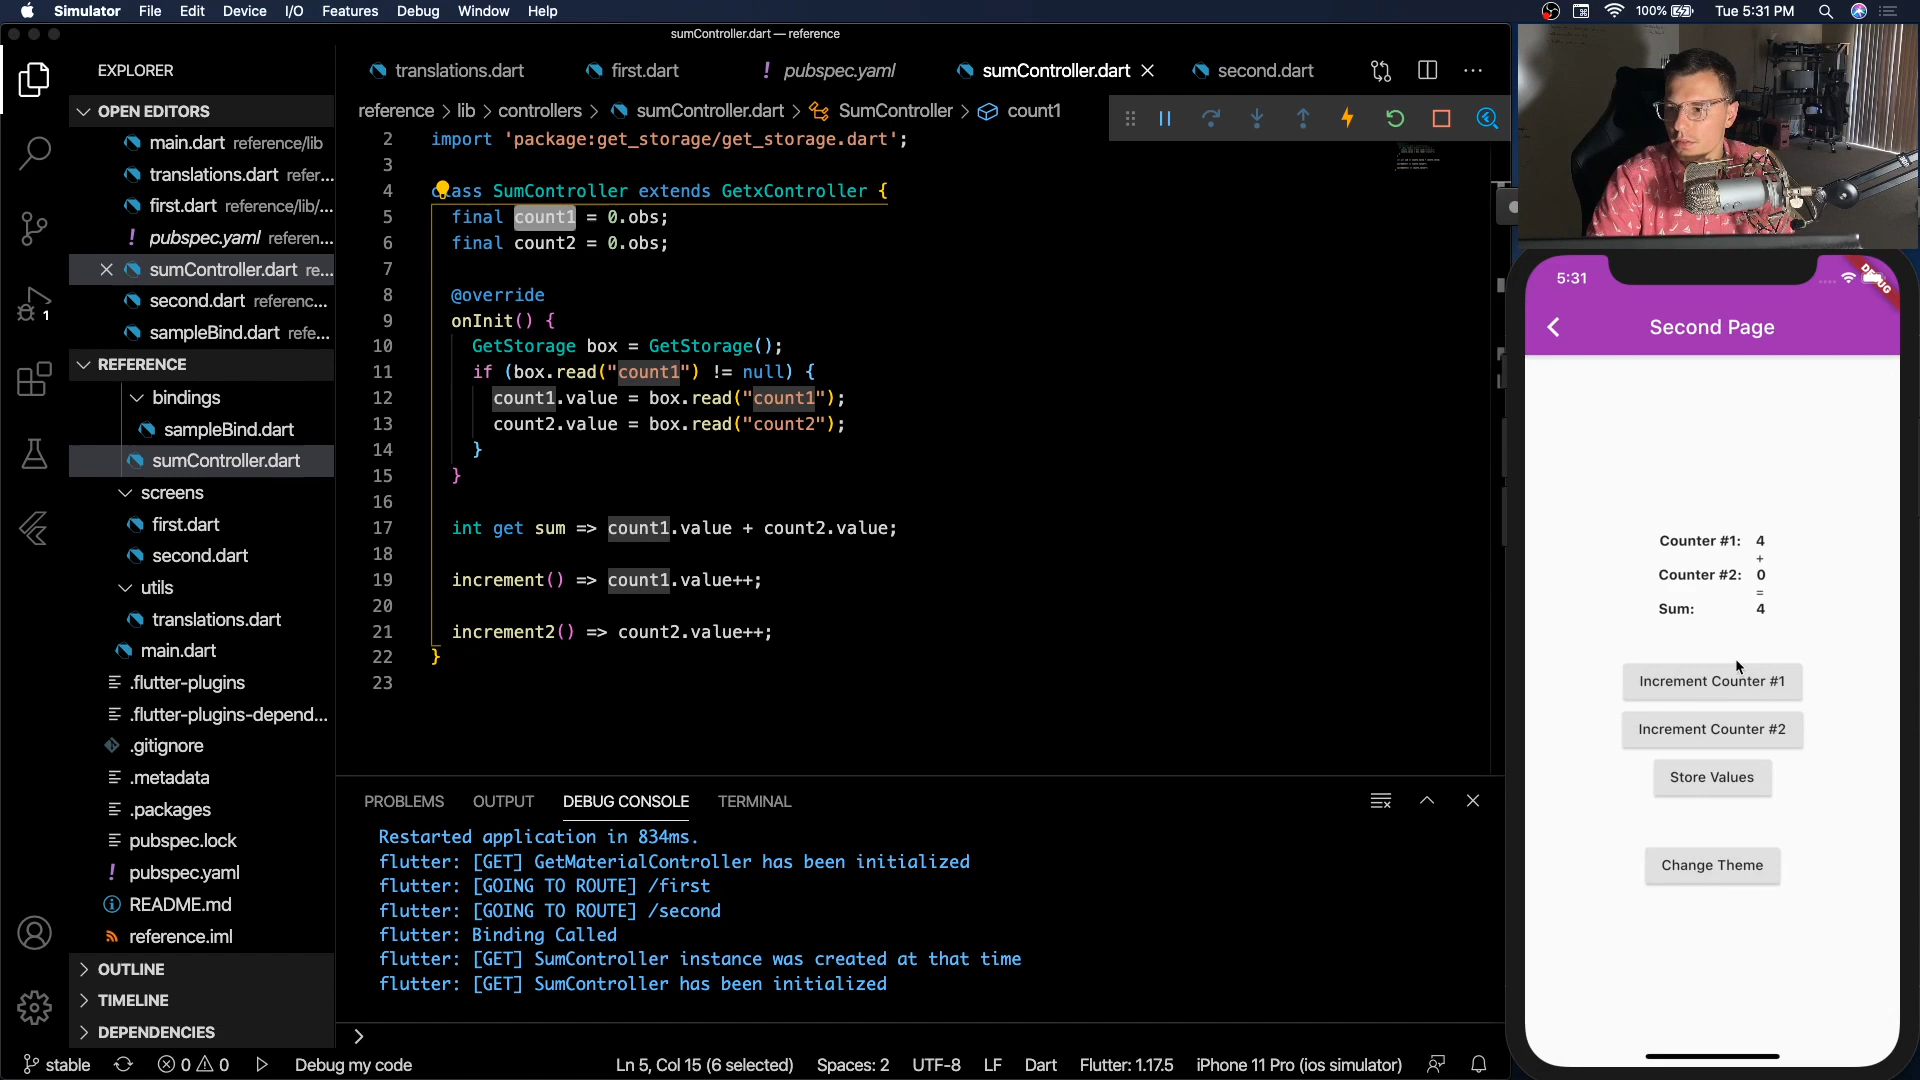 Simulator File Edit Device I/O Features Debug Window Help
100% Tue 5:31 PM
sumController.dart — reference
EXPLORER
translations.dart
first.dart
! pubspec.yaml
sumController.dart
second.dart
OPEN EDITORS
main.dart reference/lib
translations.dart refer...
first.dart reference/lib/...
! pubspec.yaml referen...
sumController.dart re...
second.dart referenc...
sampleBind.dart refe...
REFERENCE
bindings
sampleBind.dart
sumController.dart
screens
first.dart
second.dart
utils
translations.dart
main.dart
.flutter-plugins
.flutter-plugins-depend...
.gitignore
.metadata
.packages
pubspec.lock
! pubspec.yaml
README.md
reference.iml
OUTLINE
TIMELINE
DEPENDENCIES
1
reference > lib > controllers > sumController.dart > SumController > count1
2 import 'package:get_storage/get_storage.dart';
3
4 class SumController extends GetxController {
5 final count1 = 0.obs;
6 final count2 = 0.obs;
7
8 @override
9 onInit() {
10 GetStorage box = GetStorage();
11 if (box.read("count1") != null) {
12 count1.value = box.read("count1");
13 count2.value = box.read("count2");
14 }
15 }
16
17 int get sum => count1.value + count2.value;
18
19 increment() => count1.value++;
20
21 increment2() => count2.value++;
22 }
23
PROBLEMS OUTPUT DEBUG CONSOLE TERMINAL
Restarted application in 834ms.
flutter: [GET] GetMaterialController has been initialized
flutter: [GOING TO ROUTE] /first
flutter: [GOING TO ROUTE] /second
flutter: Binding Called
flutter: [GET] SumController instance was created at that time
flutter: [GET] SumController has been initialized
>
stable 0 0 Debug my code
Ln 5, Col 15 (6 selected) Spaces: 2 UTF-8 LF Dart Flutter: 1.17.5 iPhone 11 Pro (ios simulator)
5:31
DEBUG
Second Page
Counter #1: 4
+
Counter #2: 0
=
Sum: 4
Increment Counter #1
Increment Counter #2
Store Values
Change Theme